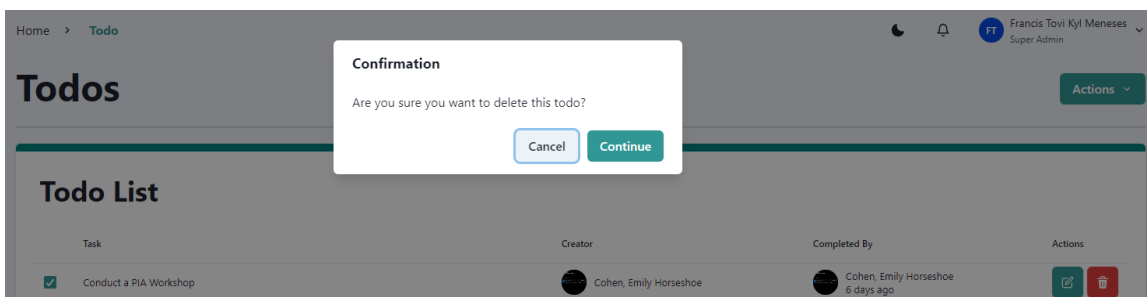 Home > Todo
FT
Francis Tovi Kyl Meneses
Super Admin
Todos
Actions
Confirmation
Are you sure you want to delete this todo?
Cancel
Continue
Todo List
Task
Creator
Completed By
Actions
Conduct a PIA Workshop
Cohen, Emily Horseshoe
Cohen, Emily Horseshoe
6 days ago